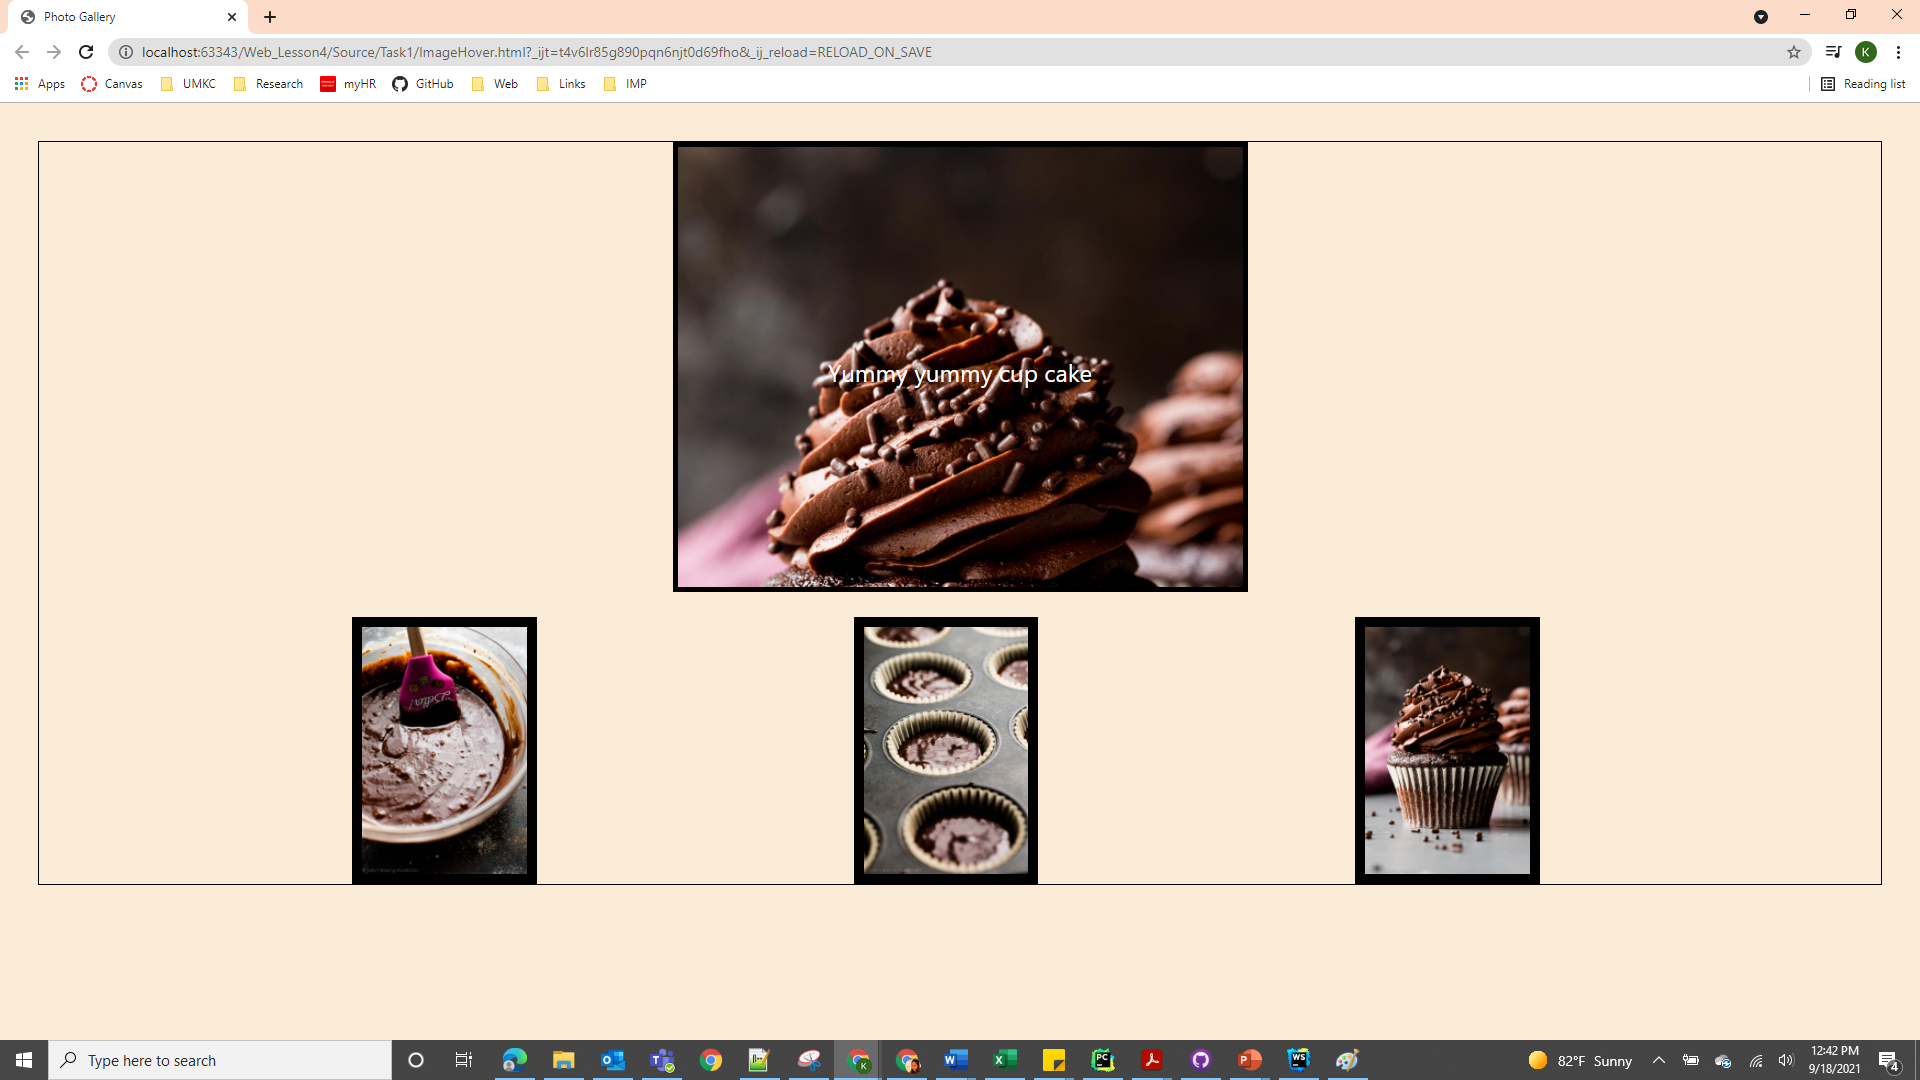 Photo Gallery
localhost:63343/Web_Lesson4/Source/Task1/ImageHover.html?_ijt=t4v6lr85g890pqn6njt0d69fho&_ij_reload=RELOAD_ON_SAVE
K
Apps Canvas UMKC Research myHR GitHub Web Links IMP Reading list
Yummy yummy cup cake
Better!
Type here to search
82°F Sunny
12:42 PM
9/18/2021
4